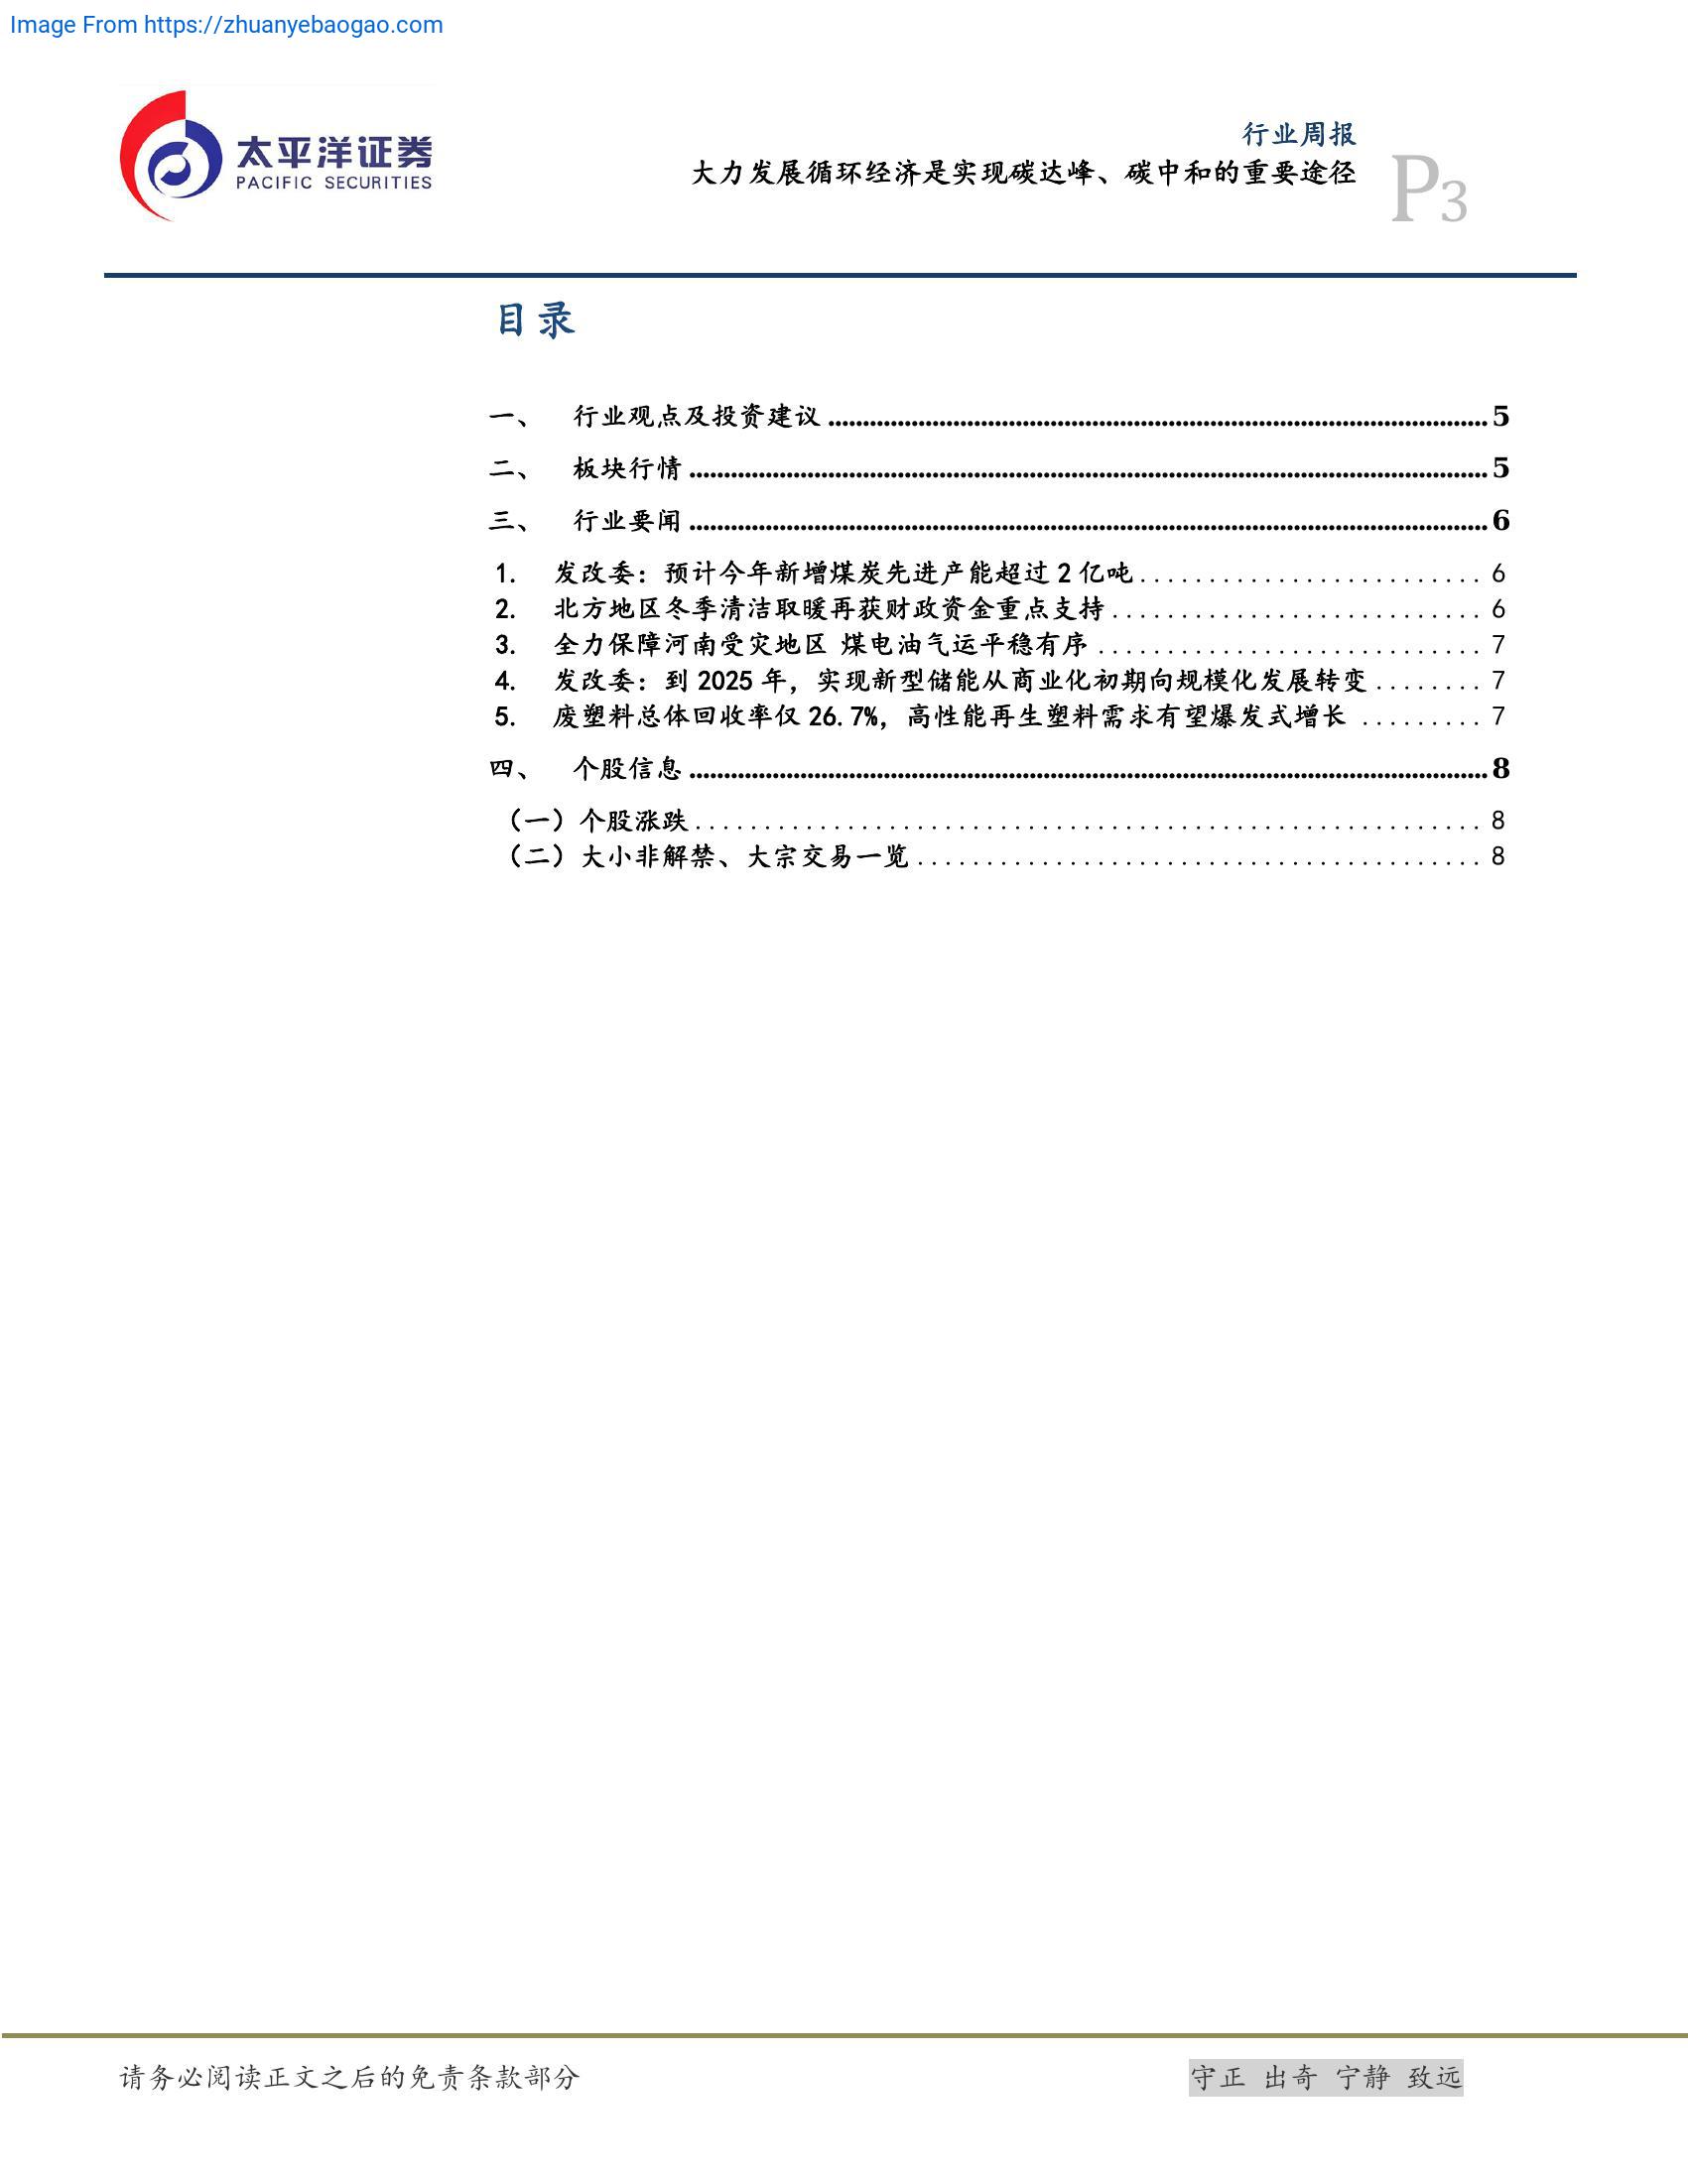 Image From https://zhuanyebaogao.com
太平洋证券
PACIFIC SECURITIES
行业周报
大力发展循环经济是实现碳达峰、碳中和的重要途径
P3
目录
一、 行业观点及投资建议 ........ 5
二、 板块行情 ........ 5
三、 行业要闻 ........ 6
1. 发改委：预计今年新增煤炭先进产能超过 2 亿吨 ........ 6
2. 北方地区冬季清洁取暖再获财政资金重点支持 ........ 6
3. 全力保障河南受灾地区 煤电油气运平稳有序 ........ 7
4. 发改委：到 2025 年，实现新型储能从商业化初期向规模化发展转变 ........ 7
5. 废塑料总体回收率仅 26.7%，高性能再生塑料需求有望爆发式增长 ........ 7
四、 个股信息 ........ 8
（一）个股涨跌 ........ 8
（二）大小非解禁、大宗交易一览 ........ 8
请务必阅读正文之后的免责条款部分
守正 出奇 宁静 致远